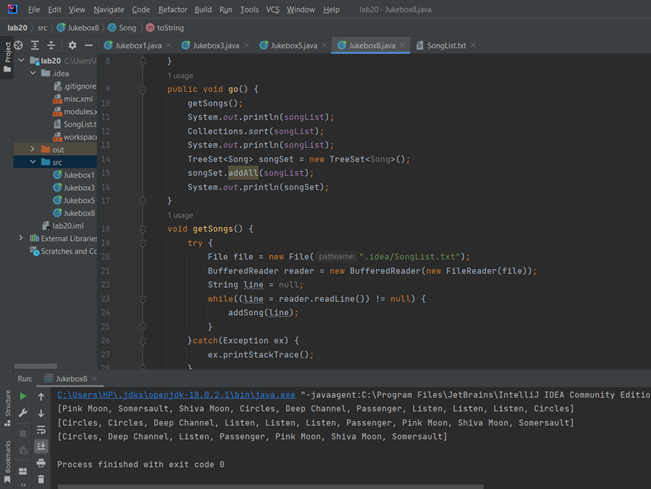 File Edit View Navigate Code Refactor Build Run Tools VCS Window Help lab20 - Jukebox8.java
lab20 src Jukebox8 Song toString
Project
Jukebox1.java Jukebox3.java Jukebox5.java Jukebox8.java SongList.txt
lab20 C:\Users\H
.idea
.gitignore
misc.xml
modules.x
SongList.t
workspace
out
src
Jukebox1
Jukebox3
Jukebox5
Jukebox8
lab20.iml
External Libraries
Scratches and Co
8 }
1 usage
9 public void go() {
10 getSongs();
11 System.out.println(songList);
12 Collections.sort(songList);
13 System.out.println(songList);
14 TreeSet<Song> songSet = new TreeSet<Song>();
15 songSet.addAll(songList);
16 System.out.println(songSet);
17 }
1 usage
18 void getSongs() {
19 try {
20 File file = new File( pathname: ".idea/SongList.txt");
21 BufferedReader reader = new BufferedReader(new FileReader(file));
22 String line = null;
23 while((line = reader.readLine()) != null) {
24 addSong(line);
25 }
26 }catch(Exception ex) {
27 ex.printStackTrace();
28 }
Run: Jukebox8
Structure
Bookmarks
C:\Users\HP\.jdks\openjdk-18.0.2.1\bin\java.exe "-javaagent:C:\Program Files\JetBrains\IntelliJ IDEA Community Editio
[Pink Moon, Somersault, Shiva Moon, Circles, Deep Channel, Passenger, Listen, Listen, Listen, Circles]
[Circles, Circles, Deep Channel, Listen, Listen, Listen, Passenger, Pink Moon, Shiva Moon, Somersault]
[Circles, Deep Channel, Listen, Passenger, Pink Moon, Shiva Moon, Somersault]
Process finished with exit code 0